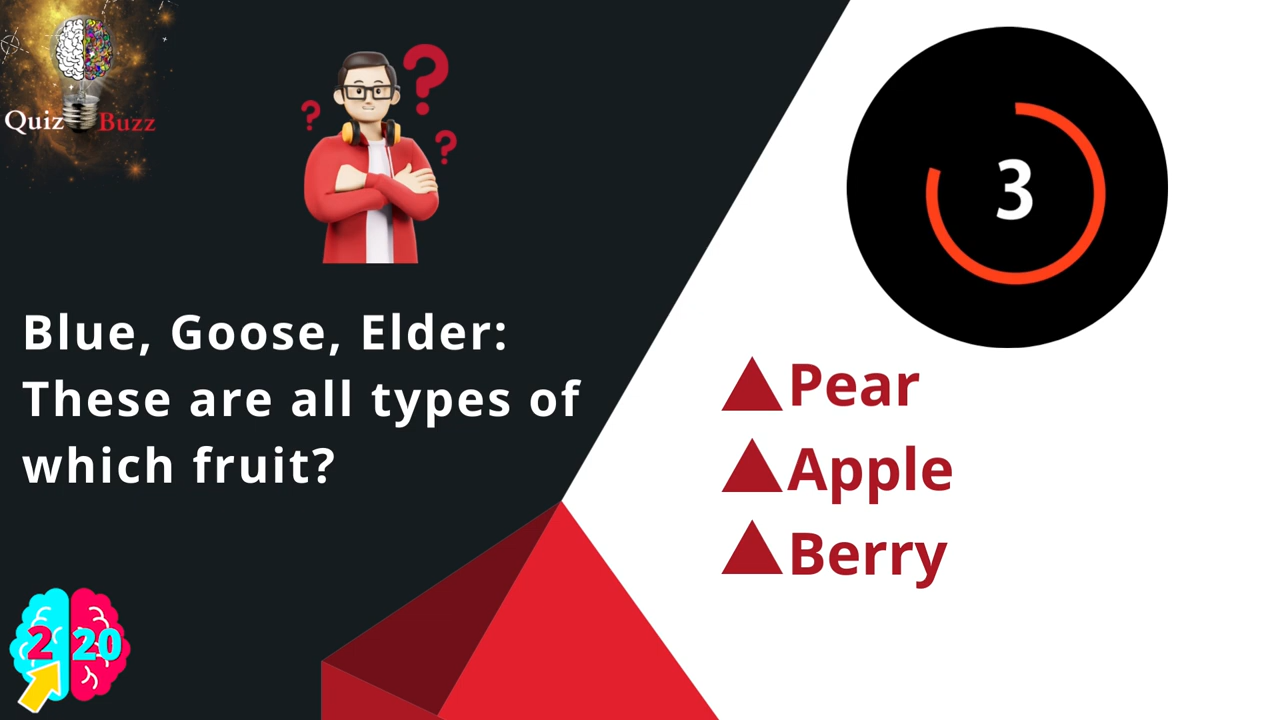 Quiz Buzz
? ? ?
3
Blue, Goose, Elder:
These are all types of
which fruit?
Pear
Apple
Berry
2 20